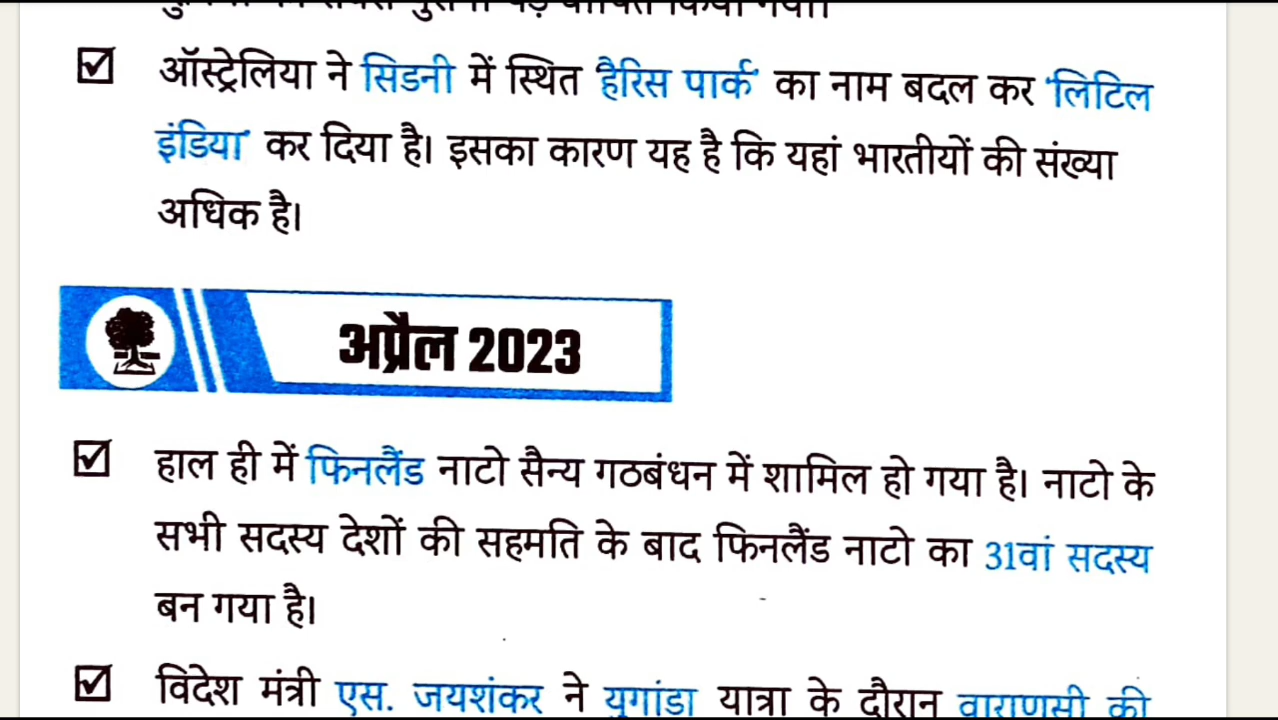 ऑस्ट्रेलिया ने सिडनी में स्थित 'हैरिस पार्क' का नाम बदल कर 'लिटिल
इंडिया' कर दिया है। इसका कारण यह है कि यहां भारतीयों की संख्या
अधिक है।
अप्रैल 2023
हाल ही में फिनलैंड नाटो सैन्य गठबंधन में शामिल हो गया है। नाटो के
सभी सदस्य देशों की सहमति के बाद फिनलैंड नाटो का 31वां सदस्य
बन गया है।
विदेश मंत्री एस. जयशंकर ने युगांडा यात्रा के दौरान वाराणसी की